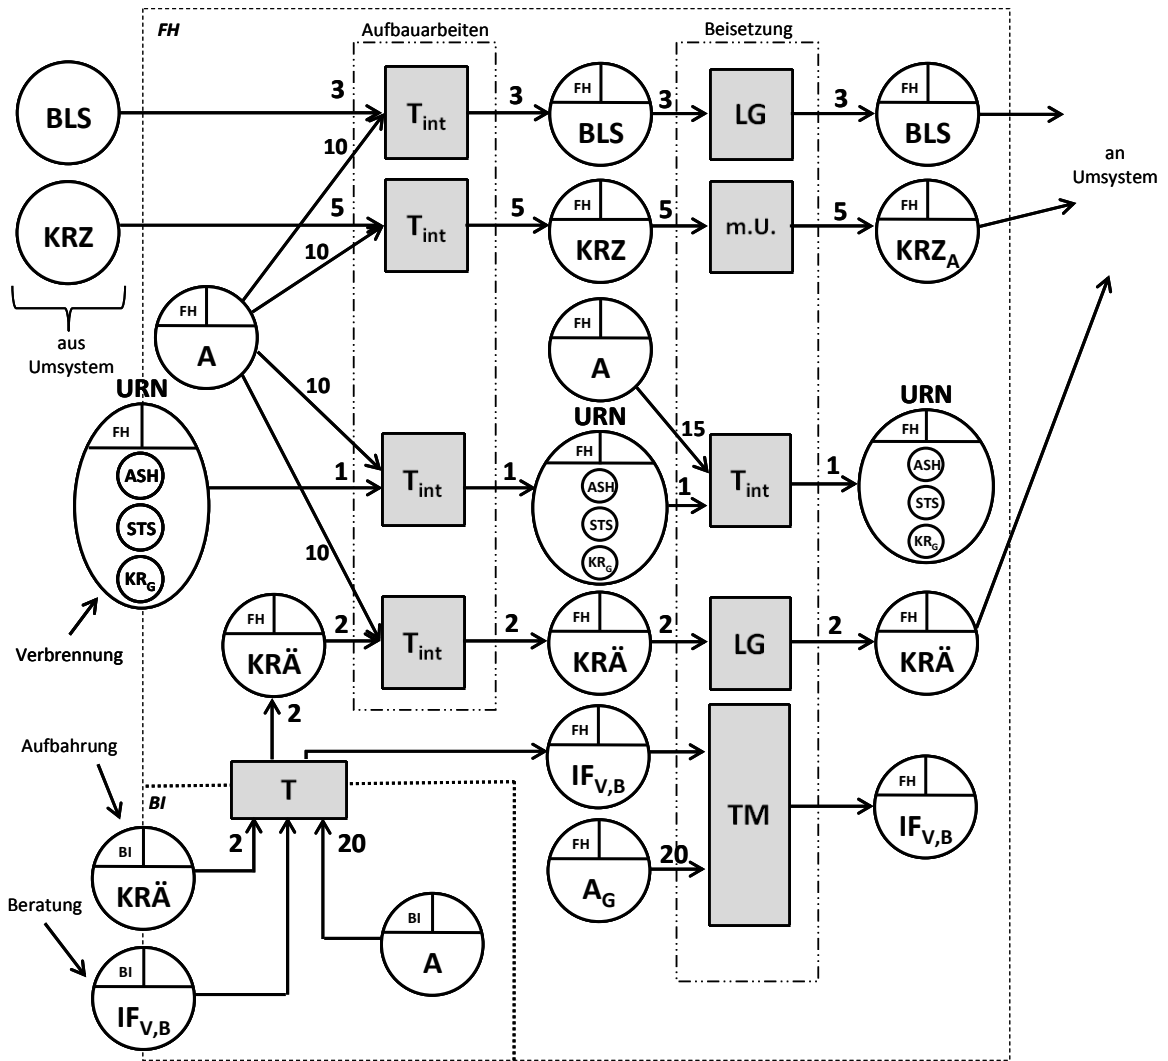 FH
Aufbauarbeiten
Beisetzung
BLS
3
T_int
3
FH
BLS
3
LG
3
FH
BLS
10
an
Umsystem
KRZ
5
T_int
5
FH
KRZ
5
m.U.
5
FH
KRZ_A
10
aus
Umsystem
FH
A
FH
A
URN
10
URN
15
URN
FH
ASH
STS
KR_G
1
T_int
1
FH
ASH
STS
KR_G
1
T_int
1
FH
ASH
STS
KR_G
10
Verbrennung
FH
KRÄ
2
T_int
2
FH
KRÄ
2
LG
2
FH
KRÄ
2
Aufbahrung
BI
T
FH
IF_V,B
TM
FH
IF_V,B
2
20
BI
KRÄ
FH
A_G
20
Beratung
BI
A
BI
IF_V,B